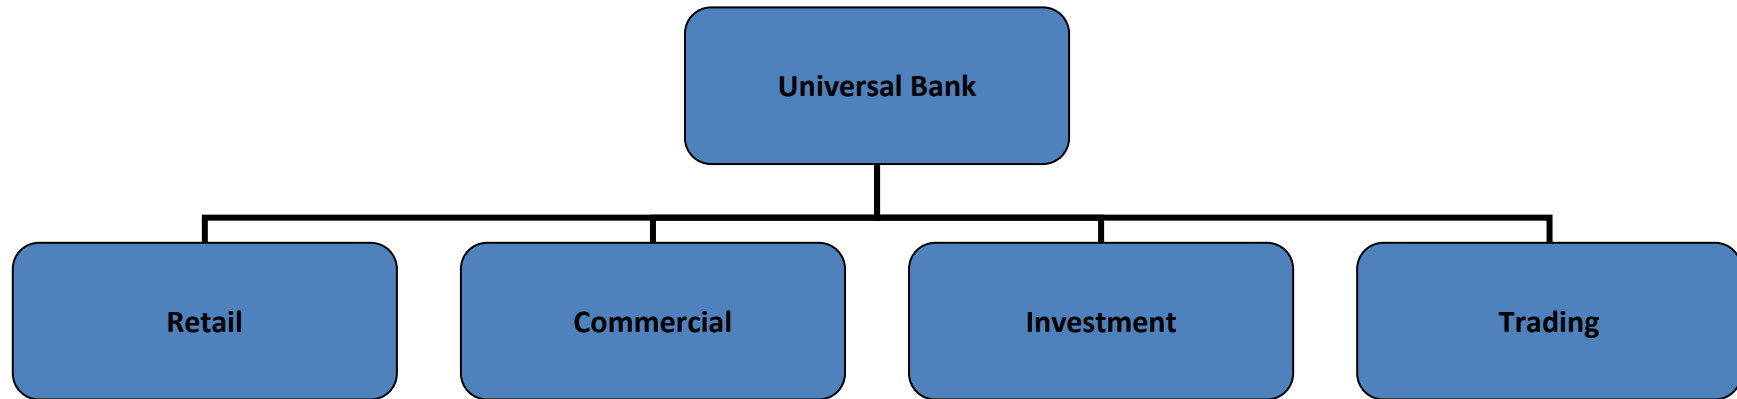 Universal Bank
Retail
Commercial
Investment
Trading